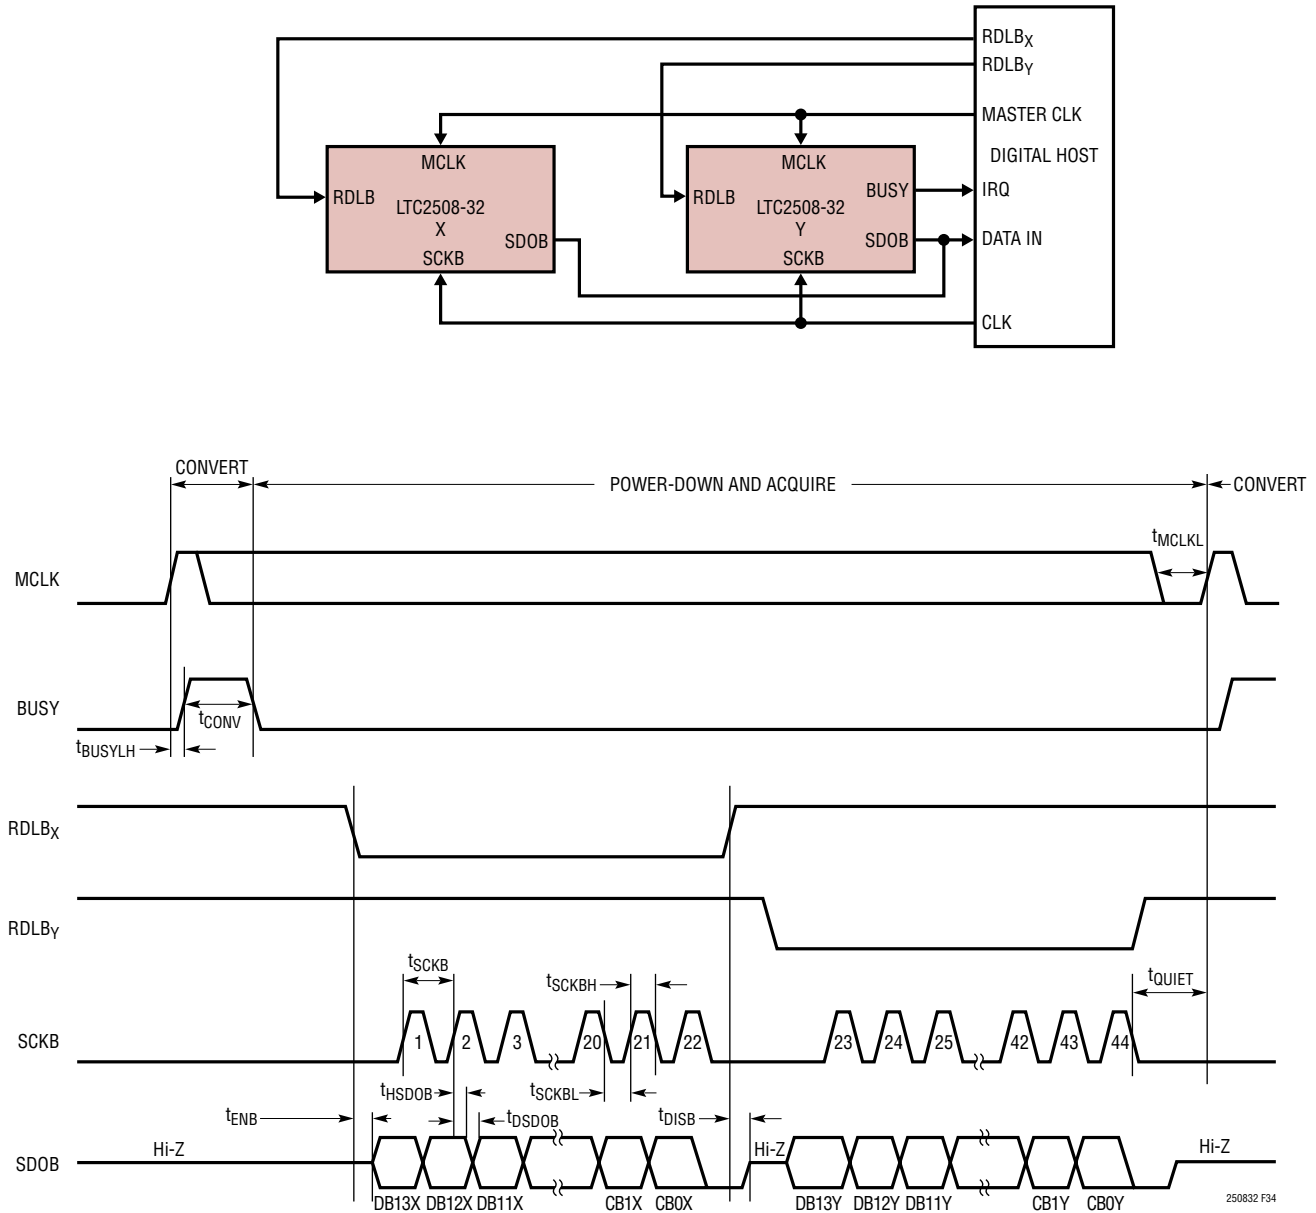 RDLBX
RDLBY
MASTER CLK
DIGITAL HOST
MCLK
MCLK
BUSY
IRQ
RDLB
LTC2508-32
X
RDLB
LTC2508-32
Y
SDOB
SDOB
DATA IN
SCKB
SCKB
CLK
CONVERT
POWER-DOWN AND ACQUIRE
CONVERT
tMCLKL
MCLK
BUSY
tCONV
tBUSYLH
RDLBX
RDLBY
tSCKB
tSCKBH
tQUIET
SCKB
1 2 3 20 21 22 23 24 25 42 43 44
tHSDOB
tSCKBL
tENB
tDSDOB
tDISB
Hi-Z
Hi-Z
Hi-Z
SDOB
DB13X DB12X DB11X CB1X CB0X DB13Y DB12Y DB11Y CB1Y CB0Y
250832 F34